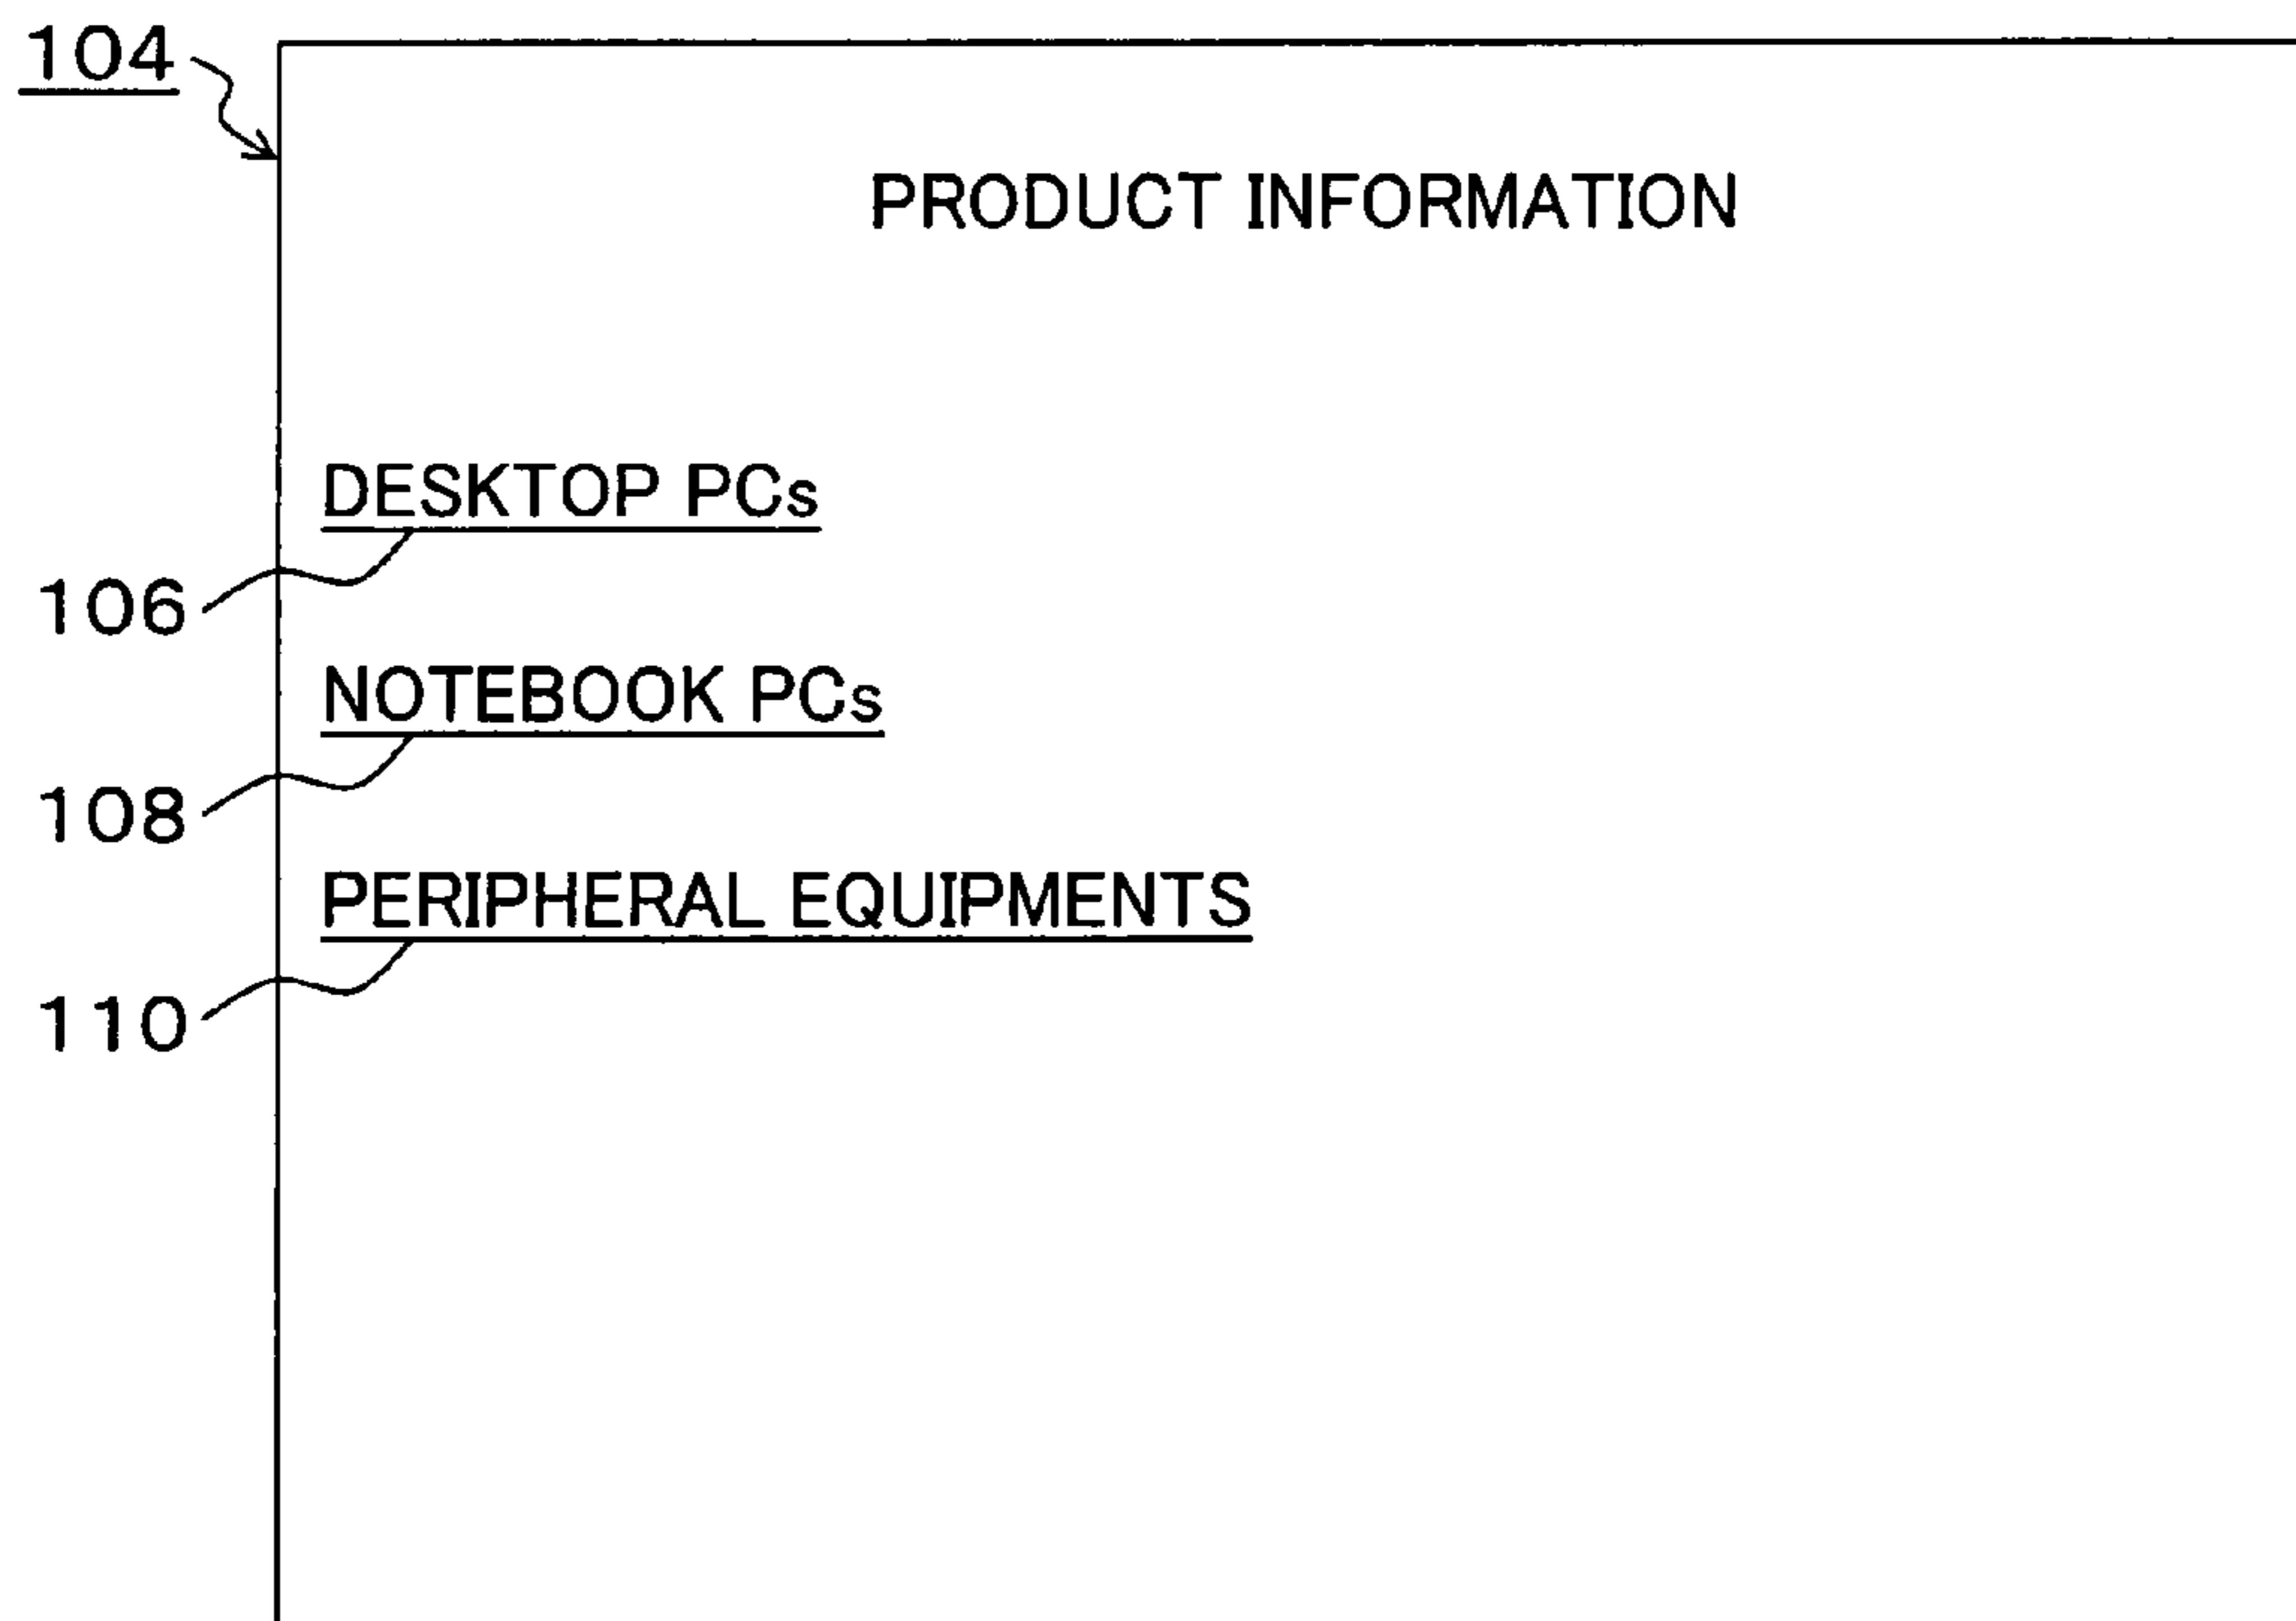 104
PRODUCT INFORMATION
DESKTOP PCs
106
NOTEBOOK PCs
108
PERIPHERAL EQUIPMENTS
110